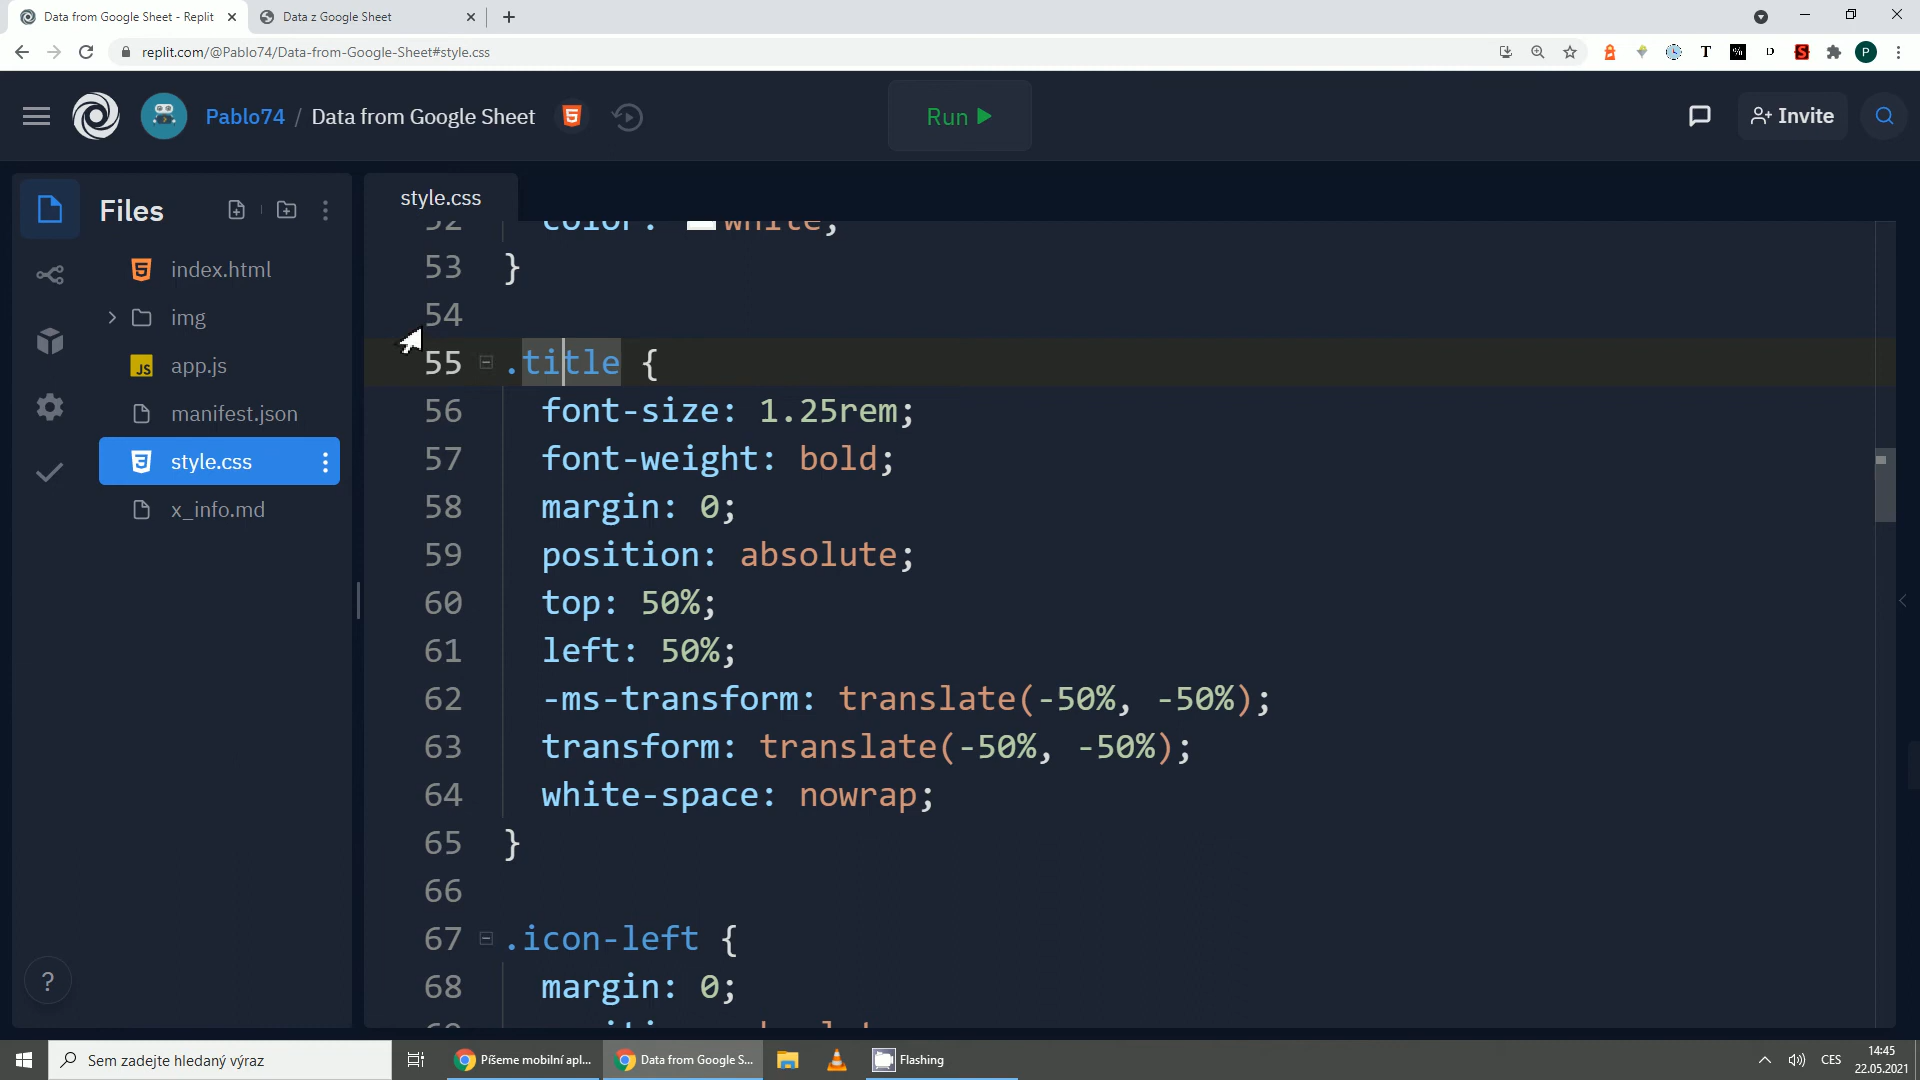 Data from Google Sheet - Replit
Data z Google Sheet
replit.com/@Pablo74/Data-from-Google-Sheet#style.css
T
D
S
P
Pablo74 / Data from Google Sheet
Run
Invite
Files
index.html
img
JS app.js
manifest.json
style.css
x_info.md
?
style.css
52 color: white;
53 }
54
55 .title {
56 font-size: 1.25rem;
57 font-weight: bold;
58 margin: 0;
59 position: absolute;
60 top: 50%;
61 left: 50%;
62 -ms-transform: translate(-50%, -50%);
63 transform: translate(-50%, -50%);
64 white-space: nowrap;
65 }
66
67 .icon-left {
68 margin: 0;
Sem zadejte hledaný výraz
Píšeme mobilní apl...
Data from Google S...
Flashing
CES
14:45
22.05.2021